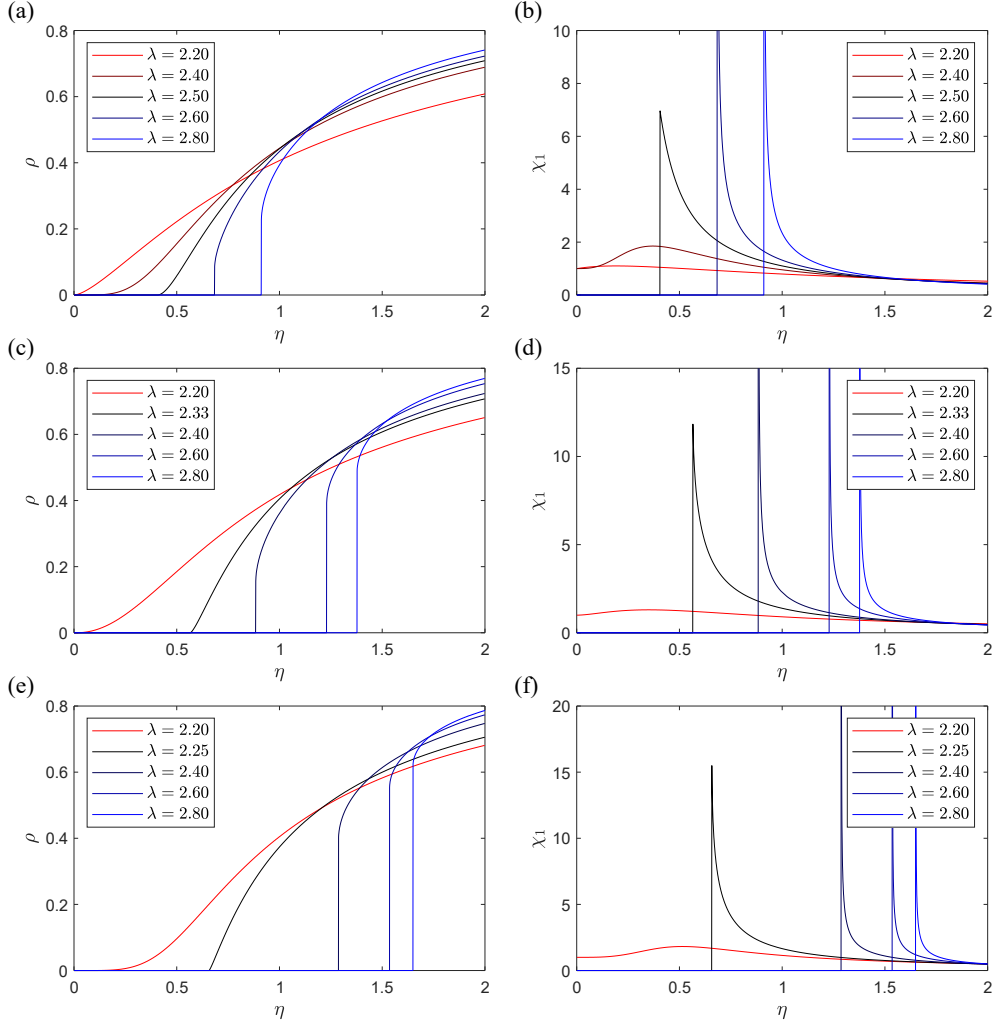 (a)
0.8
0.6
0.4
0.2
0
ρ
λ = 2.20
λ = 2.40
λ = 2.50
λ = 2.60
λ = 2.80
0 0.5 1 1.5 2
η
(b)
10
8
6
4
2
0
χ1
λ = 2.20
λ = 2.40
λ = 2.50
λ = 2.60
λ = 2.80
0 0.5 1 1.5 2
η
(c)
0.8
0.6
0.4
0.2
0
ρ
λ = 2.20
λ = 2.33
λ = 2.40
λ = 2.60
λ = 2.80
0 0.5 1 1.5 2
η
(d)
15
10
5
0
χ1
λ = 2.20
λ = 2.33
λ = 2.40
λ = 2.60
λ = 2.80
0 0.5 1 1.5 2
η
(e)
0.8
0.6
0.4
0.2
0
ρ
λ = 2.20
λ = 2.25
λ = 2.40
λ = 2.60
λ = 2.80
0 0.5 1 1.5 2
η
(f)
20
15
10
5
0
χ1
λ = 2.20
λ = 2.25
λ = 2.40
λ = 2.60
λ = 2.80
0 0.5 1 1.5 2
η